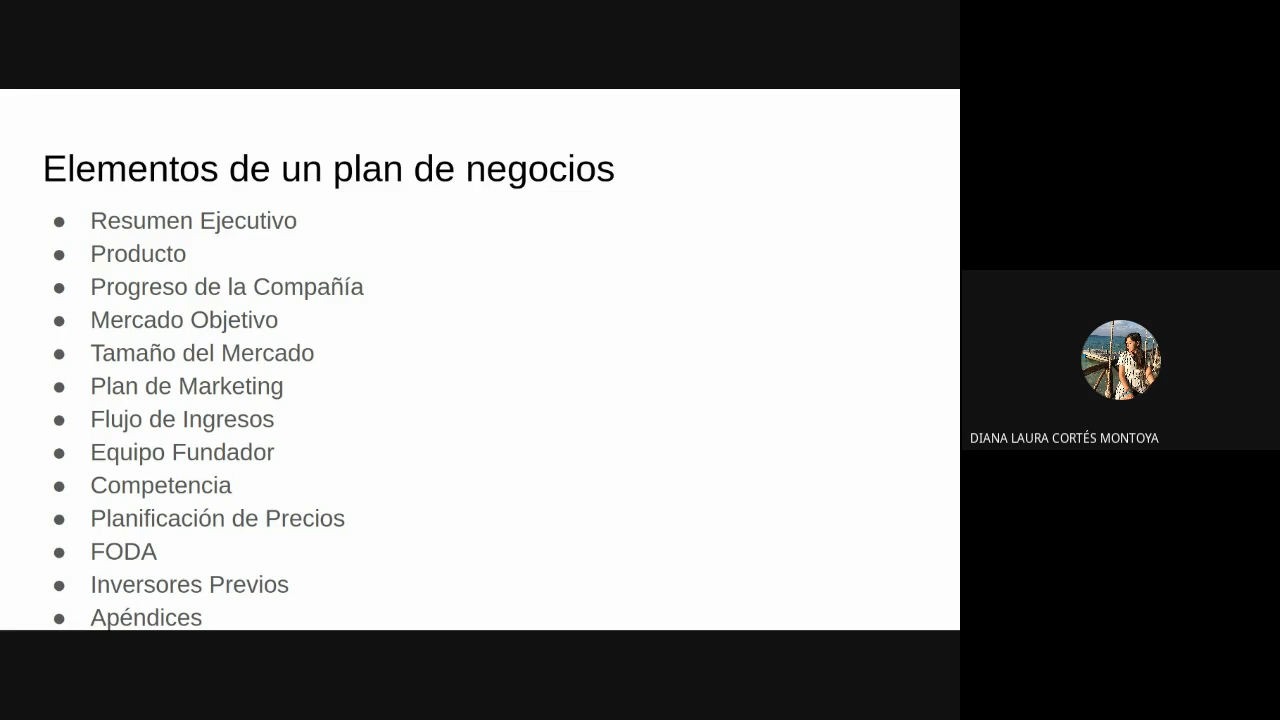 Elementos de un plan de negocios
● Resumen Ejecutivo
● Producto
● Progreso de la Compañía
● Mercado Objetivo
● Tamaño del Mercado
● Plan de Marketing
● Flujo de Ingresos
● Equipo Fundador
● Competencia
● Planificación de Precios
● FODA
● Inversores Previos
● Apéndices
DIANA LAURA CORTÉS MONTOYA